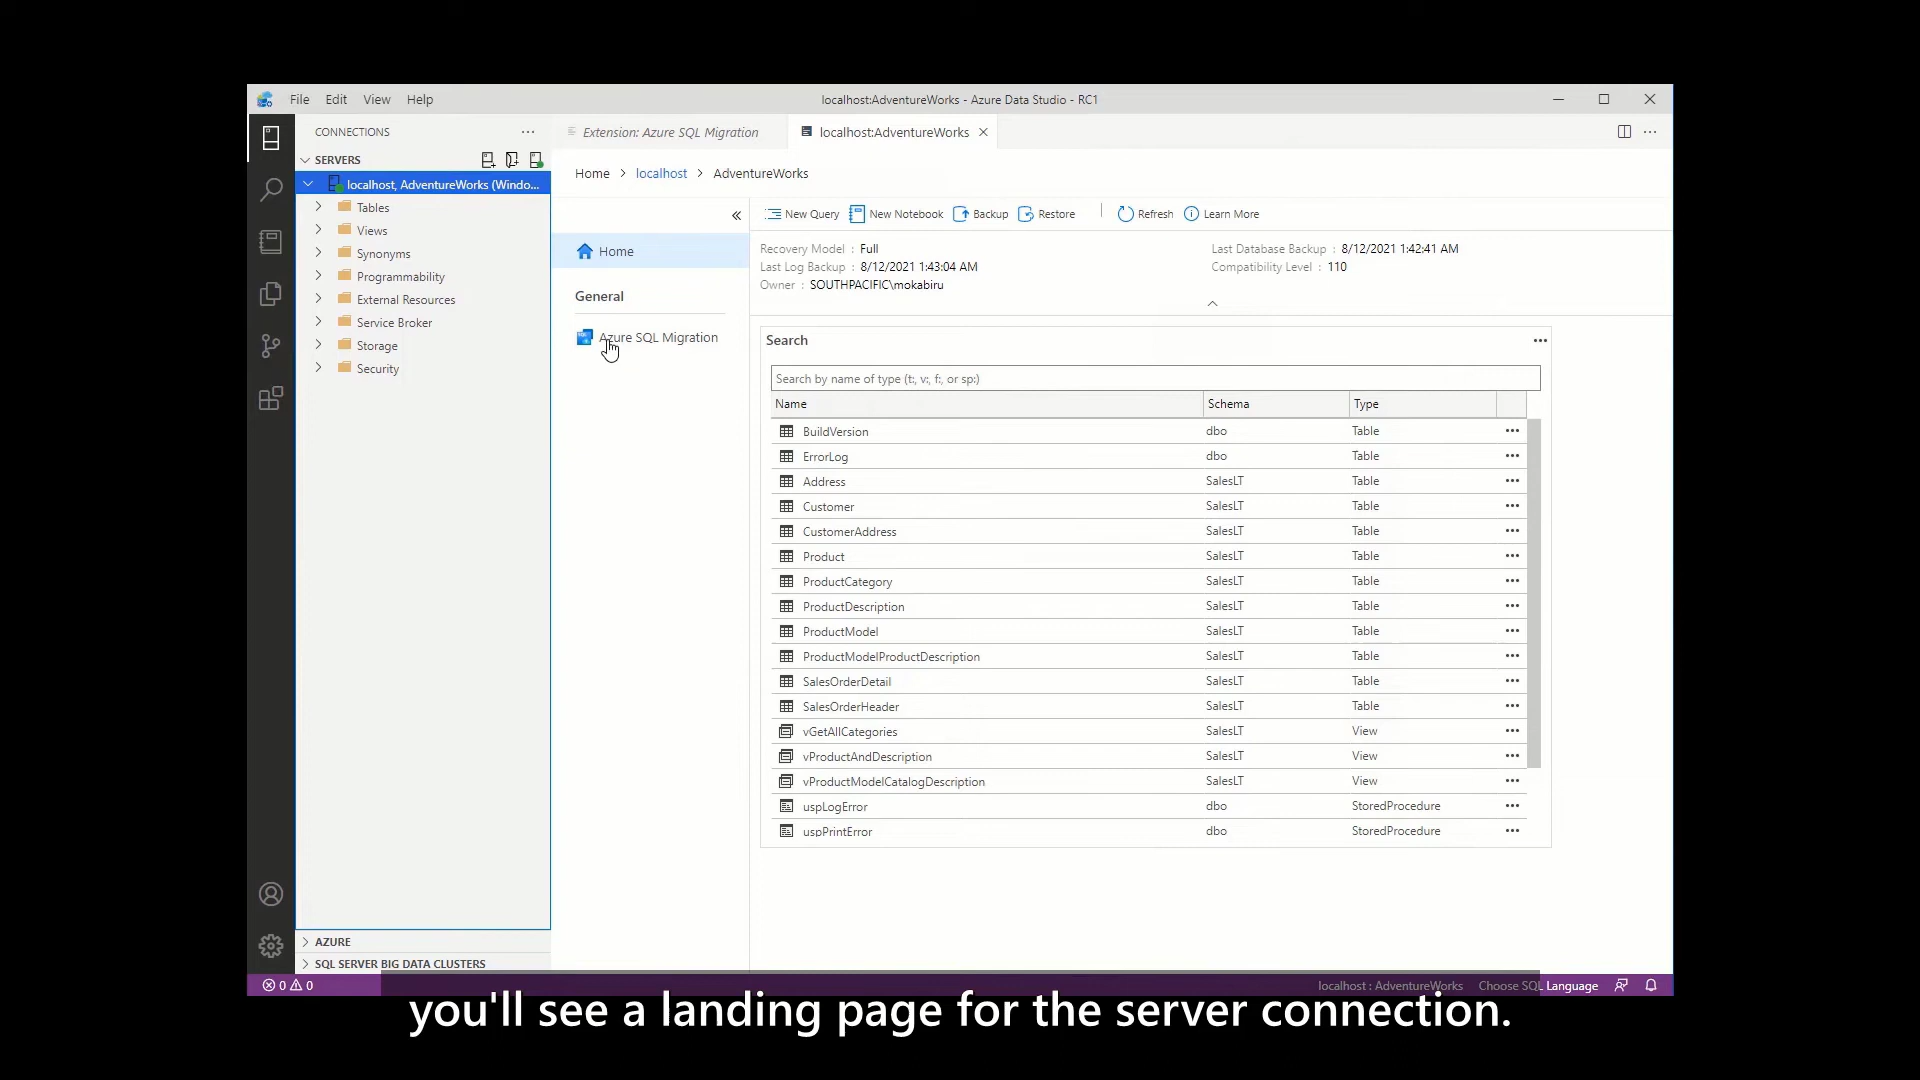 File Edit View Help
localhost:AdventureWorks - Azure Data Studio - RC1
CONNECTIONS
SERVERS
localhost, AdventureWorks (Windo...
Tables
Views
Synonyms
Programmability
External Resources
Service Broker
Storage
Security
AZURE
SQL SERVER BIG DATA CLUSTERS
Extension: Azure SQL Migration
localhost:AdventureWorks
Home > localhost > AdventureWorks
Home
General
Azure SQL Migration
New Query New Notebook Backup Restore Refresh Learn More
Recovery Model : Full
Last Log Backup : 8/12/2021 1:43:04 AM
Owner : SOUTHPACIFIC\mokabiru
Last Database Backup : 8/12/2021 1:42:41 AM
Compatibility Level : 110
Search
Search by name of type (t:, v:, f:, or sp:)
Name Schema Type
BuildVersion dbo Table
ErrorLog dbo Table
Address SalesLT Table
Customer SalesLT Table
CustomerAddress SalesLT Table
Product SalesLT Table
ProductCategory SalesLT Table
ProductDescription SalesLT Table
ProductModel SalesLT Table
ProductModelProductDescription SalesLT Table
SalesOrderDetail SalesLT Table
SalesOrderHeader SalesLT Table
vGetAllCategories SalesLT View
vProductAndDescription SalesLT View
vProductModelCatalogDescription SalesLT View
uspLogError dbo StoredProcedure
uspPrintError dbo StoredProcedure
0 0
localhost : AdventureWorks Choose SQL Language
you'll see a landing page for the server connection.